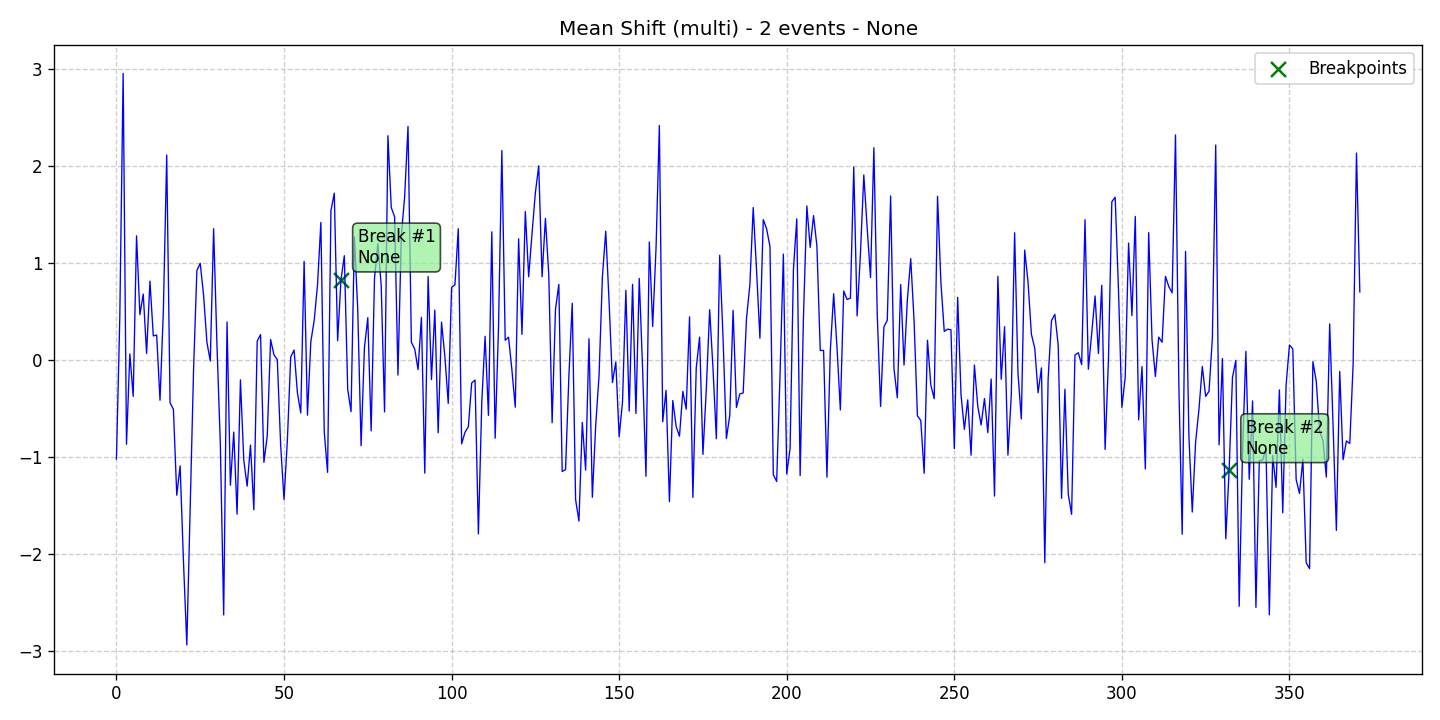 Mean Shift (multi) - 2 events - None
Breakpoints
3
2
1
0
−1
−2
−3
Break #1
None
Break #2
None
0
50
100
150
200
250
300
350